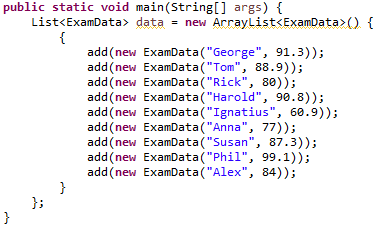 public static void main(String[] args) {
    List<ExamData> data = new ArrayList<ExamData>() {
        {
            add(new ExamData("George", 91.3));
            add(new ExamData("Tom", 88.9));
            add(new ExamData("Rick", 80));
            add(new ExamData("Harold", 90.8));
            add(new ExamData("Ignatius", 60.9));
            add(new ExamData("Anna", 77));
            add(new ExamData("Susan", 87.3));
            add(new ExamData("Phil", 99.1));
            add(new ExamData("Alex", 84));
        }
    };
}